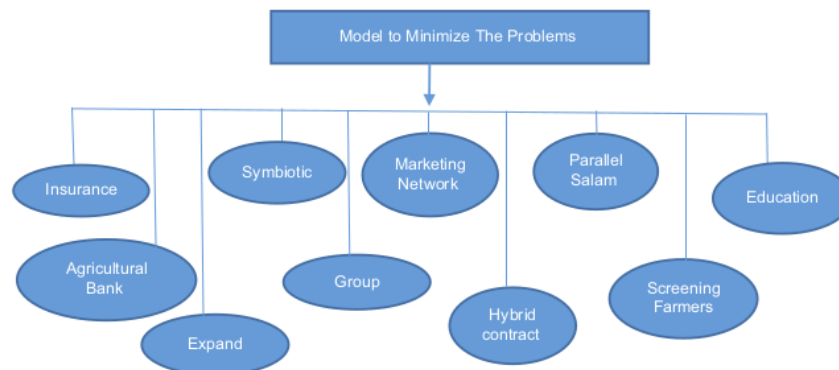 Model to Minimize The Problems
Insurance
Agricultural
Bank
Expand
Symbiotic
Group
Marketing
Network
Hybrid
contract
Parallel
Salam
Screening
Farmers
Education